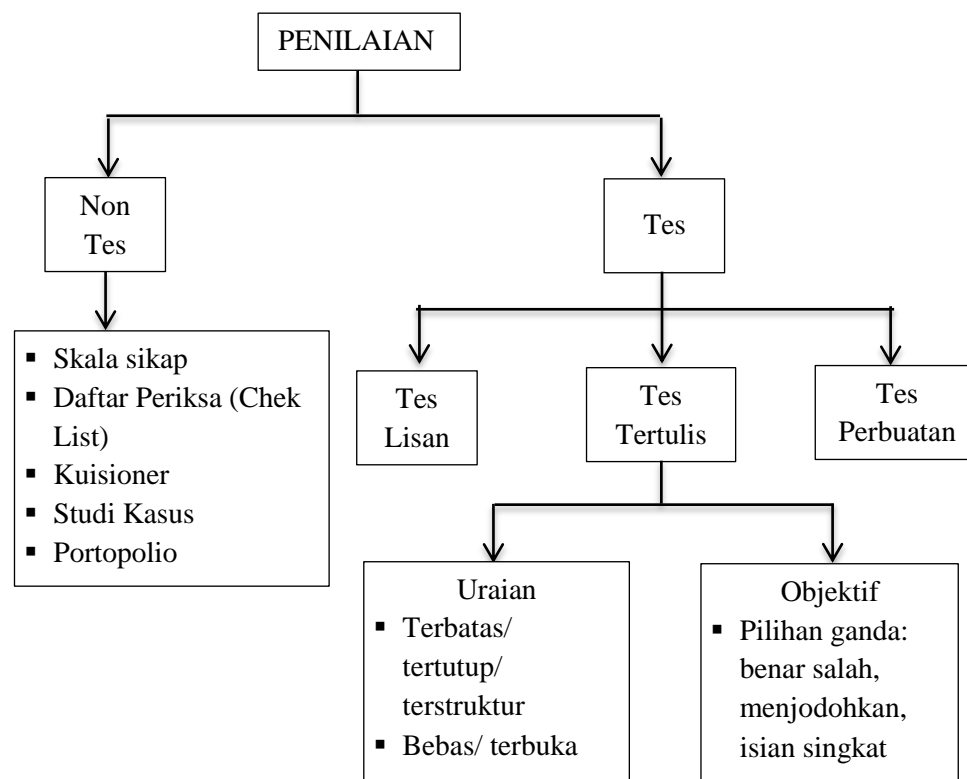 PENILAIAN
Non
Tes
Tes
▪ Skala sikap
▪ Daftar Periksa (Chek
List)
▪ Kuisioner
▪ Studi Kasus
▪ Portopolio
Tes
Lisan
Tes
Tertulis
Tes
Perbuatan
Uraian
▪ Terbatas/
tertutup/
terstruktur
▪ Bebas/ terbuka
Objektif
▪ Pilihan ganda:
benar salah,
menjodohkan,
isian singkat